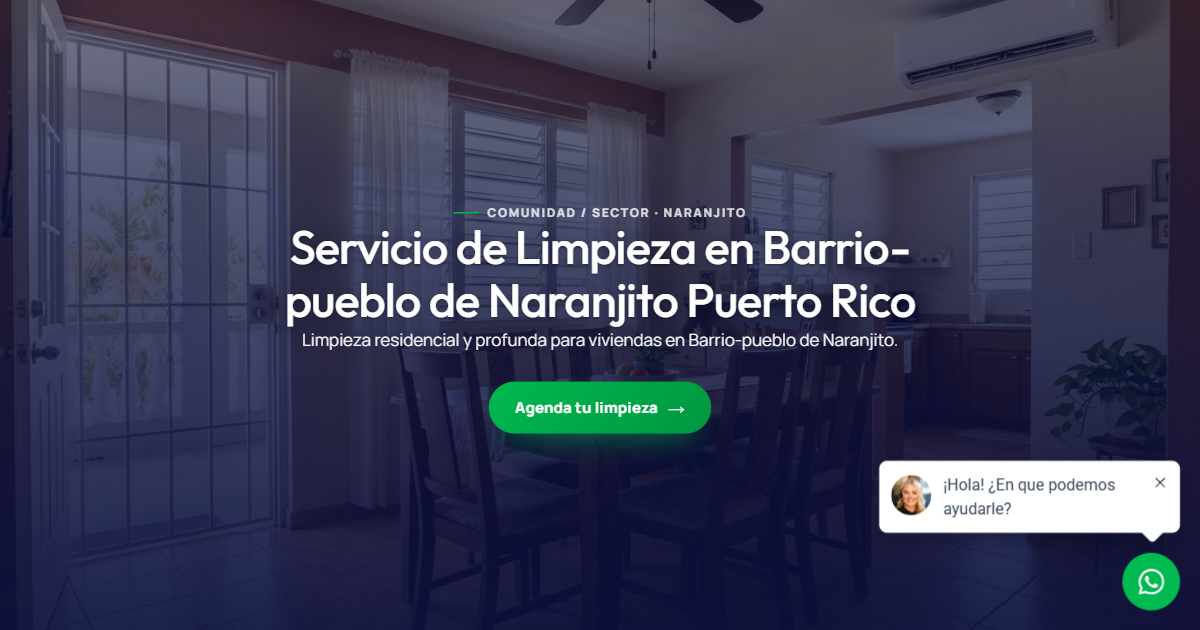 COMUNIDAD / SECTOR · NARANJITO
Servicio de Limpieza en Barrio-
pueblo de Naranjito Puerto Rico
Limpieza residencial y profunda para viviendas en Barrio-pueblo de Naranjito.
Agenda tu limpieza →
¡Hola! ¿En que podemos
ayudarle?